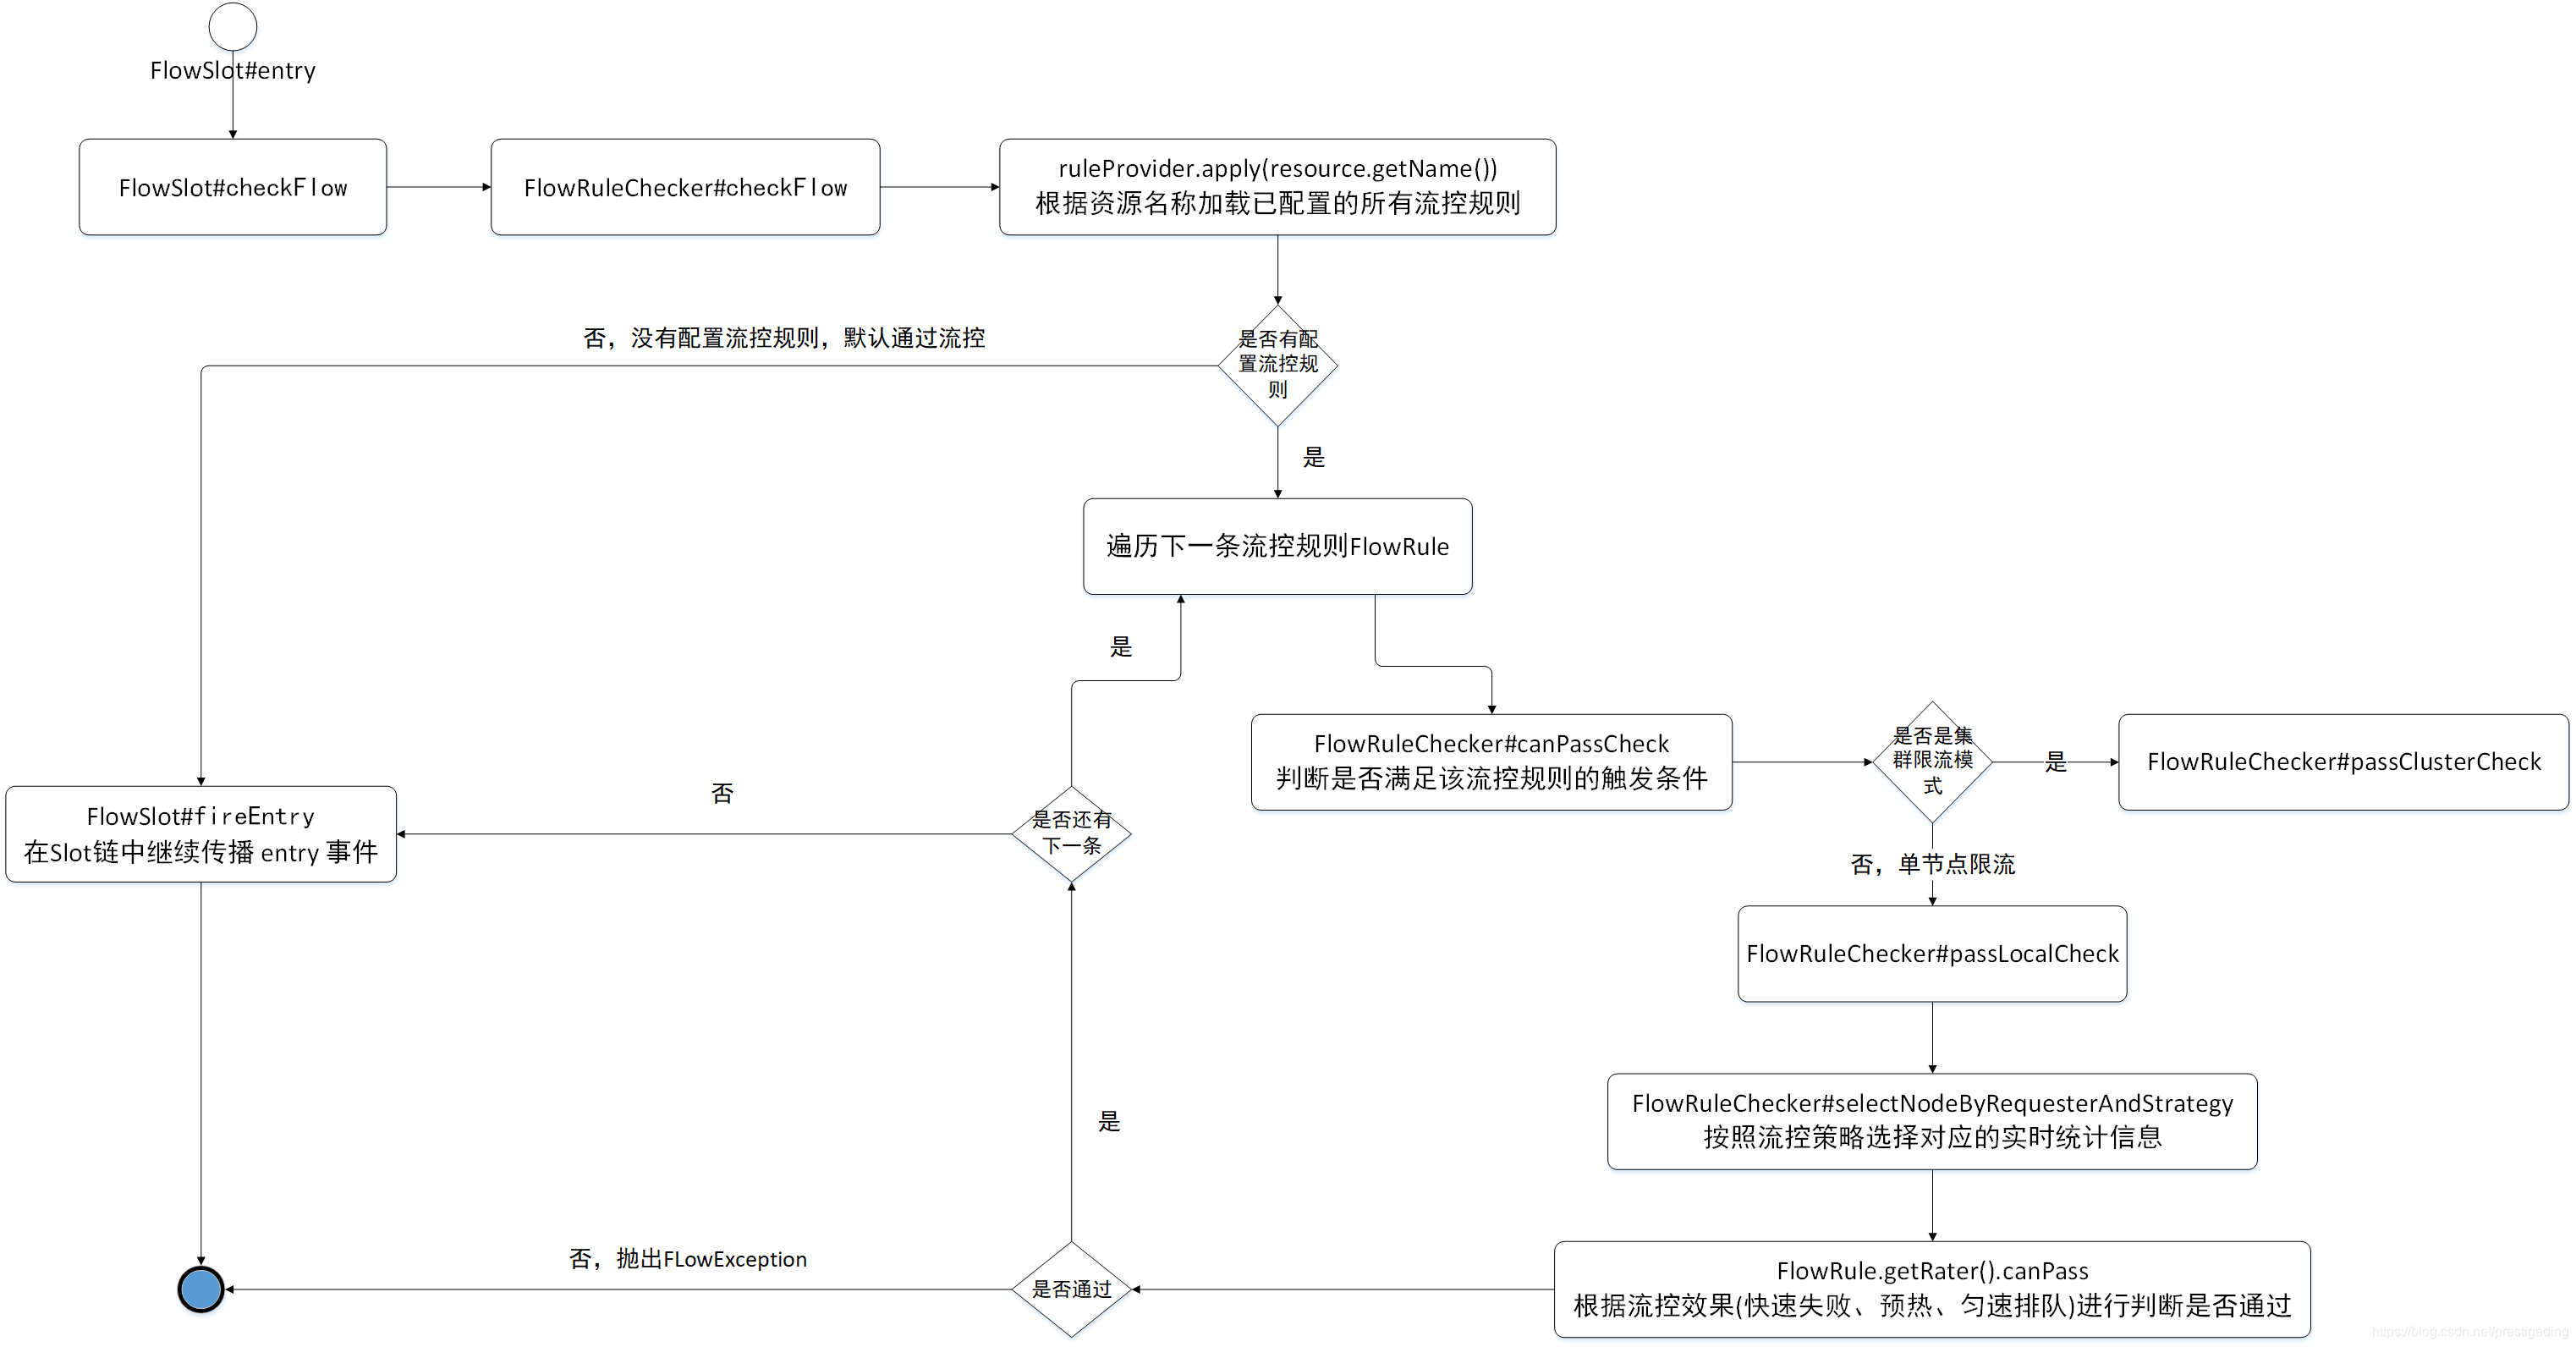 FlowSlot#entry
FlowSlot#checkFlow
FlowRuleChecker#checkFlow
ruleProvider.apply(resource.getName())
根据资源名称加载已配置的所有流控规则
否，没有配置流控规则，默认通过流控
是否有配
置流控规
则
是
遍历下一条流控规则FlowRule
是
FlowRuleChecker#canPassCheck
判断是否满足该流控规则的触发条件
是否是集
群限流模
式
是
FlowRuleChecker#passClusterCheck
FlowSlot#fireEntry
在Slot链中继续传播 entry 事件
否
是否还有
下一条
否，单节点限流
FlowRuleChecker#passLocalCheck
是
FlowRuleChecker#selectNodeByRequesterAndStrategy
按照流控策略选择对应的实时统计信息
否，抛出FLowException
是否通过
FlowRule.getRater().canPass
根据流控效果(快速失败、预热、匀速排队)进行判断是否通过
https://blog.csdn.net/prestigeding